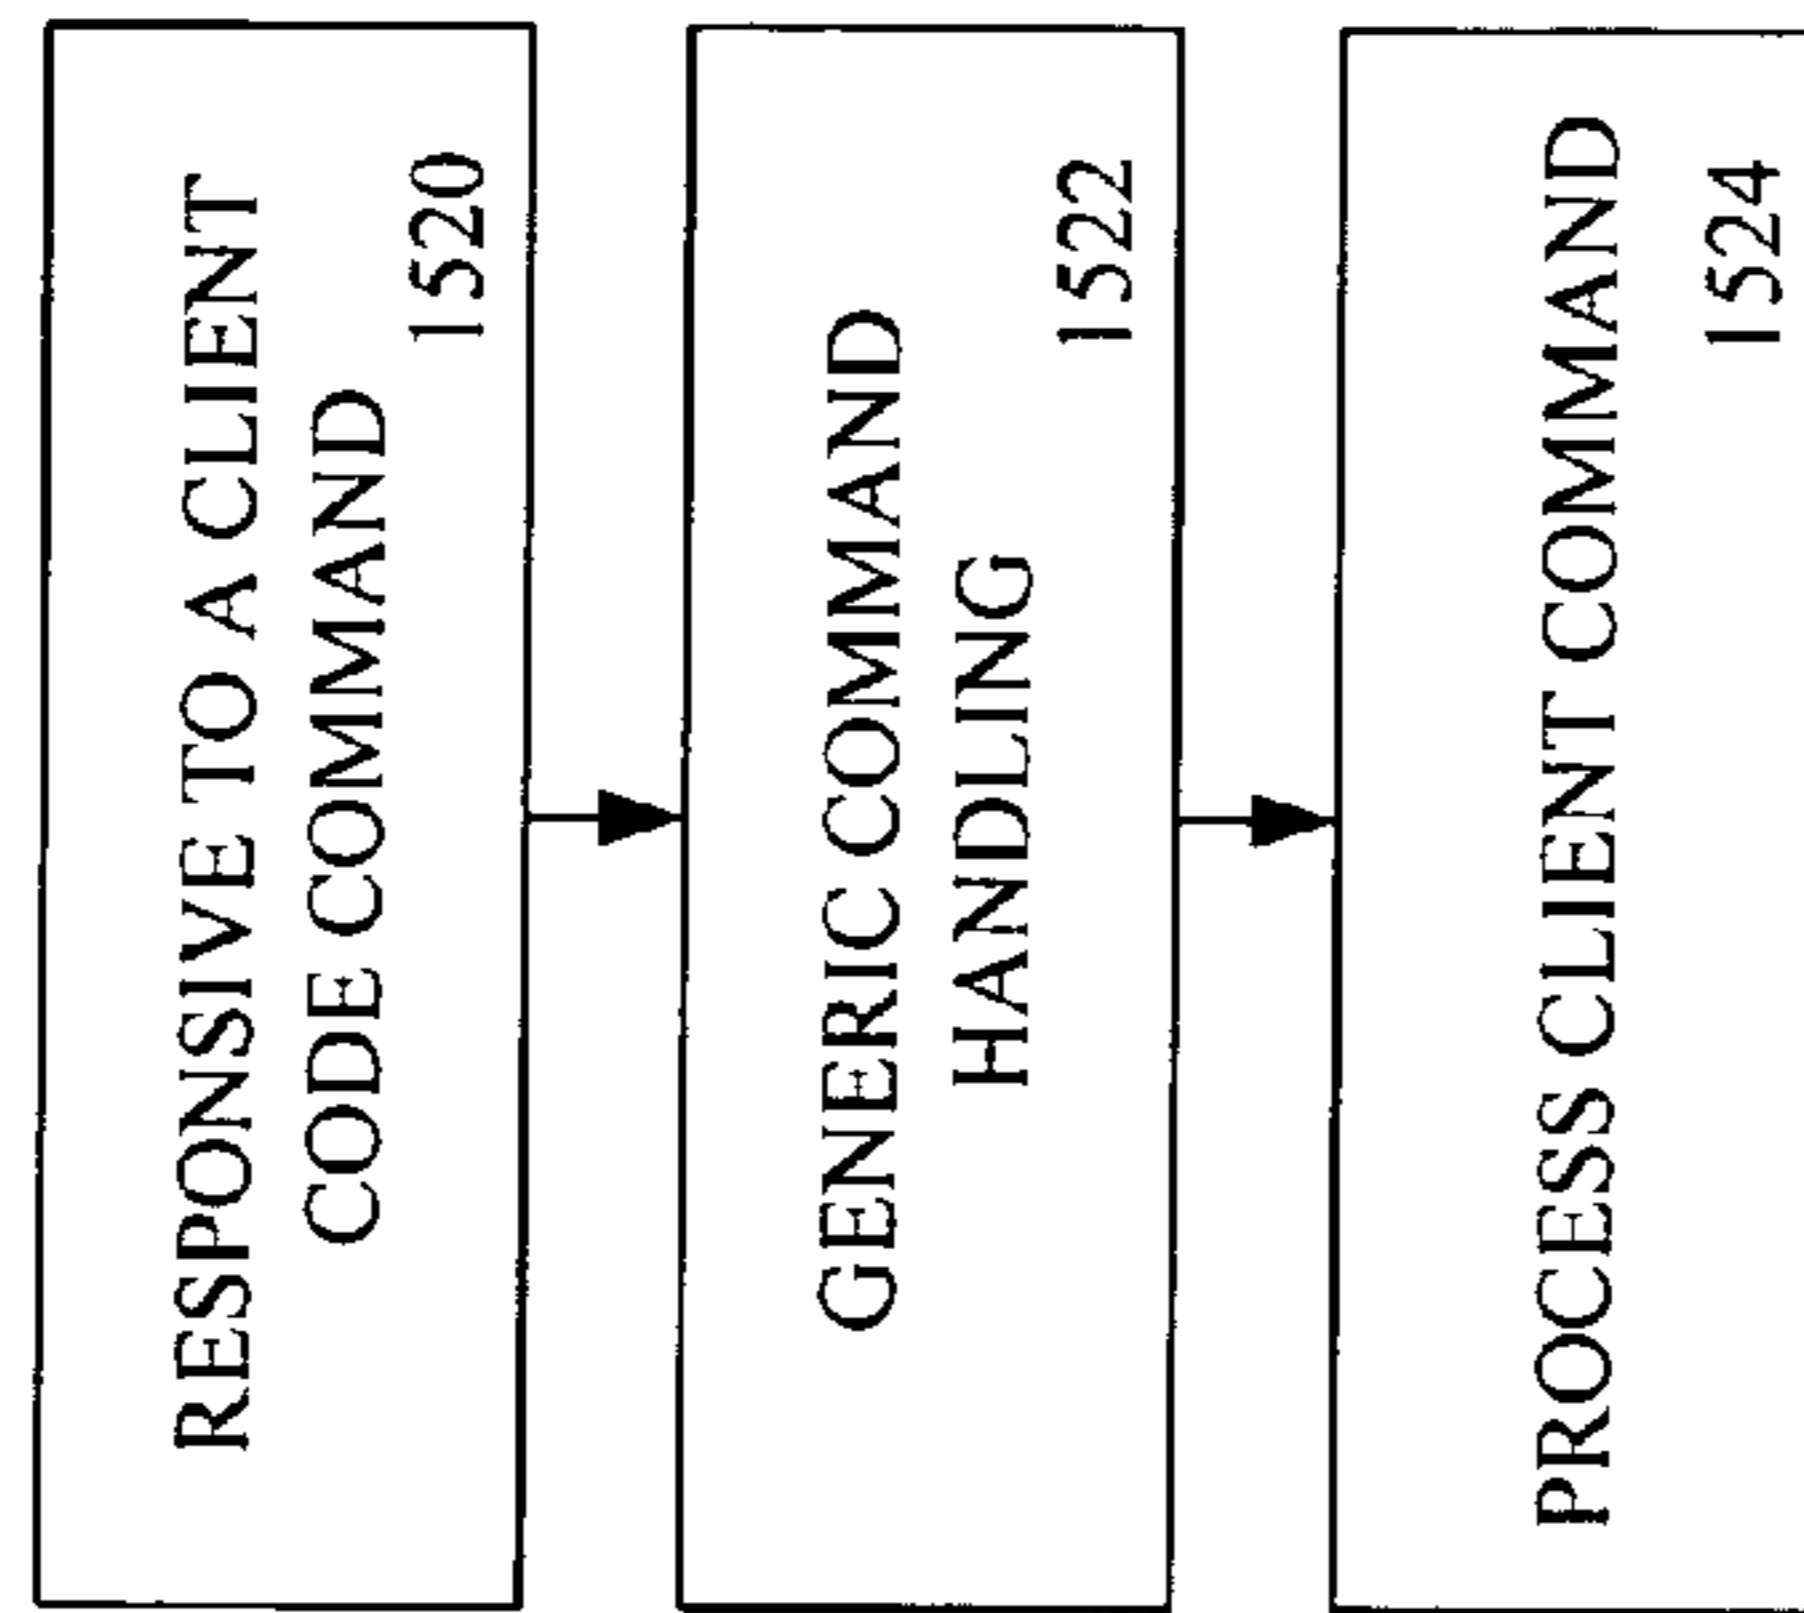 RESPONSIVE TO A CLIENT
CODE COMMAND
1520
GENERIC COMMAND
HANDLING
1522
PROCESS CLIENT COMMAND
1524